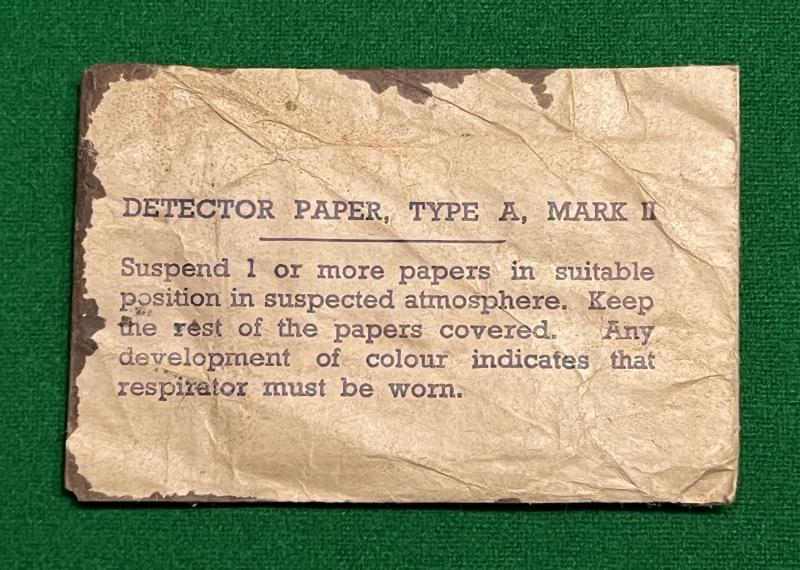 DETECTOR PAPER, TYPE A, MARK II
Suspend 1 or more papers in suitable
position in suspected atmosphere. Keep
the rest of the papers covered. Any
development of colour indicates that
respirator must be worn.